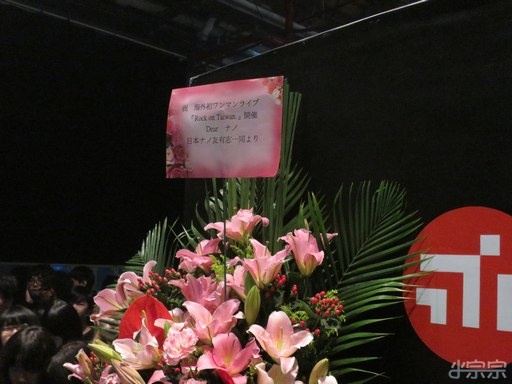 祝 海外初ワンマンライブ
「Rock on Taiwan.」開催
Dear ナノ
日本ナノ友有志一同より
小宗宗